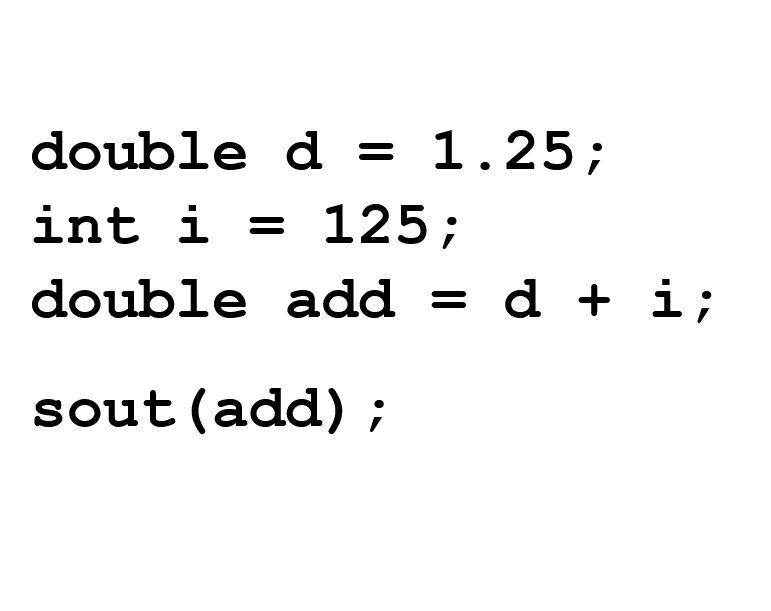 double d = 1.25;
int i = 125;
double add = d + i;
sout(add);